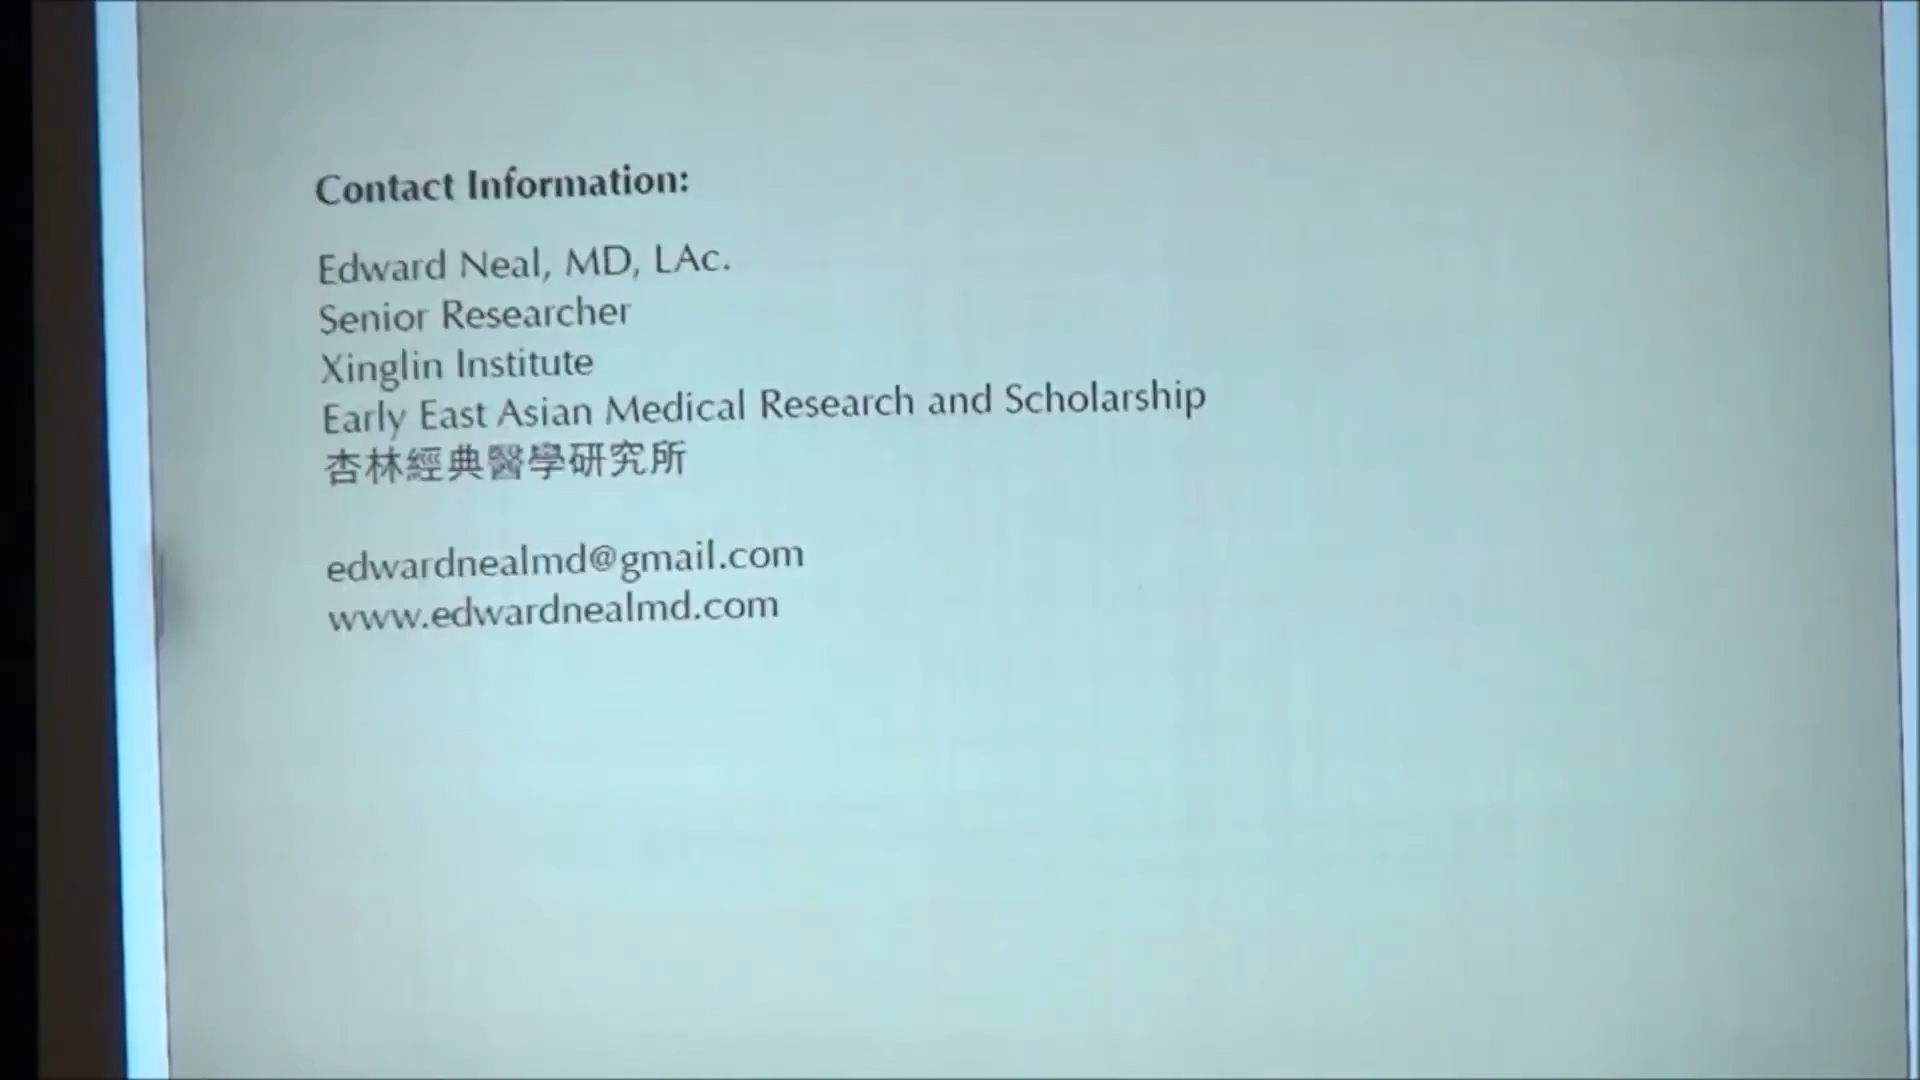 Contact Information:
Edward Neal, MD, LAc.
Senior Researcher
Xinglin Institute
Early East Asian Medical Research and Scholarship
杏林經典醫學研究所
edwardnealmd@gmail.com
www.edwardnealmd.com